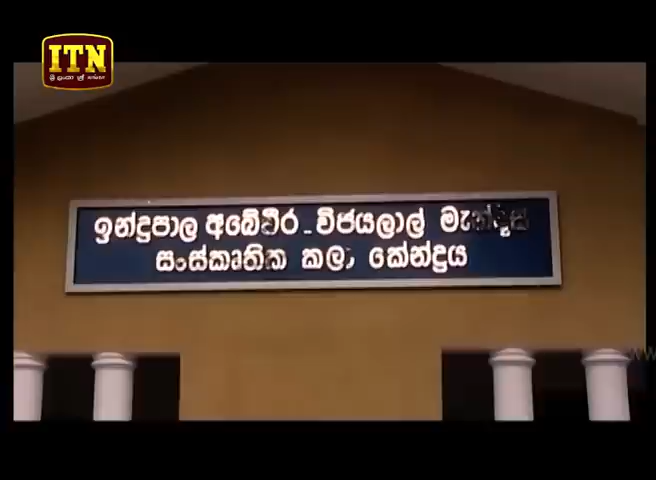 ITN
ඉන්ද්‍රපාල අබේවීර - විජයලාල් මැන්දිස්
සංස්කෘතික කලා කේන්ද්‍රය